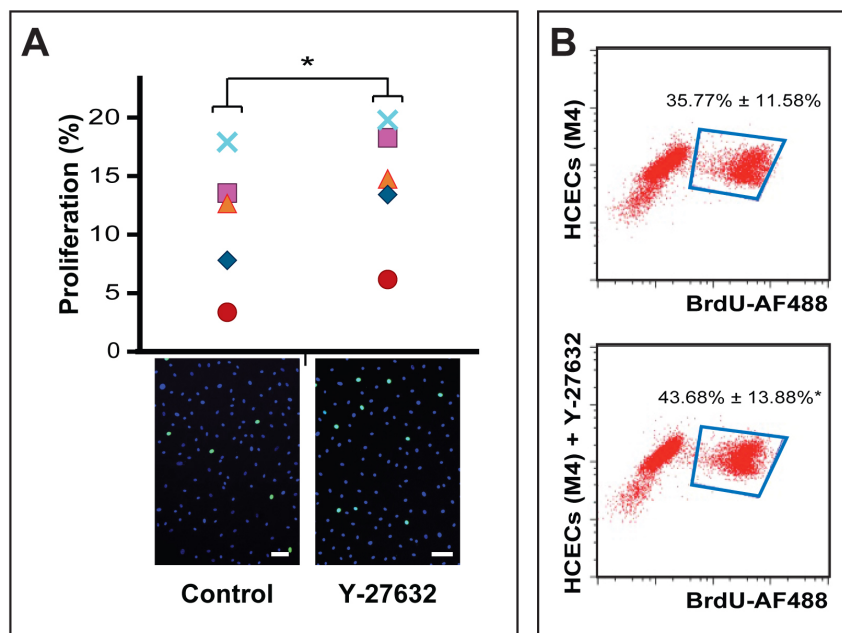 A
*
Proliferation (%)
20
15
10
5
0
Control
Y-27632
B
35.77% ± 11.58%
HCECs (M4)
BrdU-AF488
43.68% ± 13.88%*
HCECs (M4) + Y-27632
BrdU-AF488